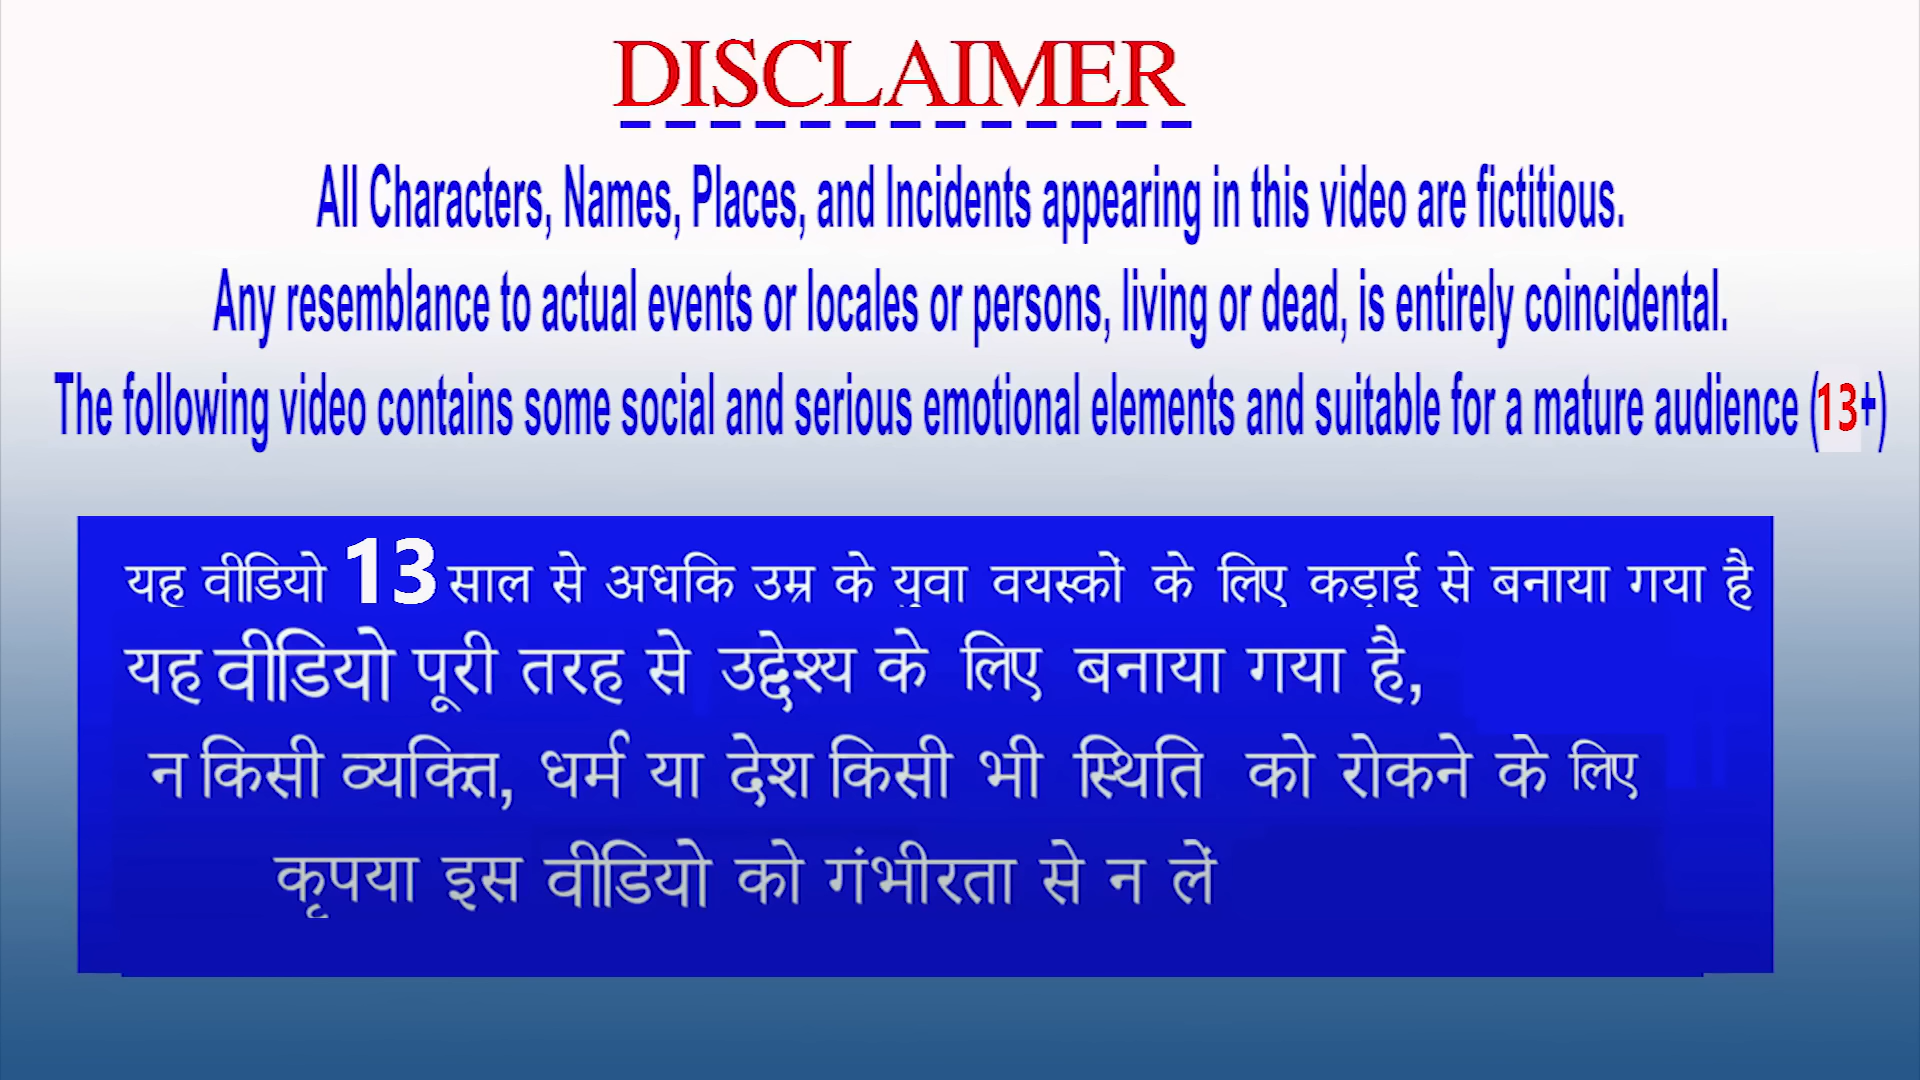 DISCLAIMER
All Characters, Names, Places, and Incidents appearing in this video are fictitious.
Any resemblance to actual events or locales or persons, living or dead, is entirely coincidental.
The following video contains some social and serious emotional elements and suitable for a mature audience (13+)
यह वीडियो 13 साल से अधकि उम्र के युवा वयस्कों के लिए कड़ाई से बनाया गया है
यह वीडियो पूरी तरह से उद्देश्य के लिए बनाया गया है,
न किसी व्यक्ति, धर्म या देश किसी भी स्थिति को रोकने के लिए
कृपया इस वीडियो को गंभीरता से न लें